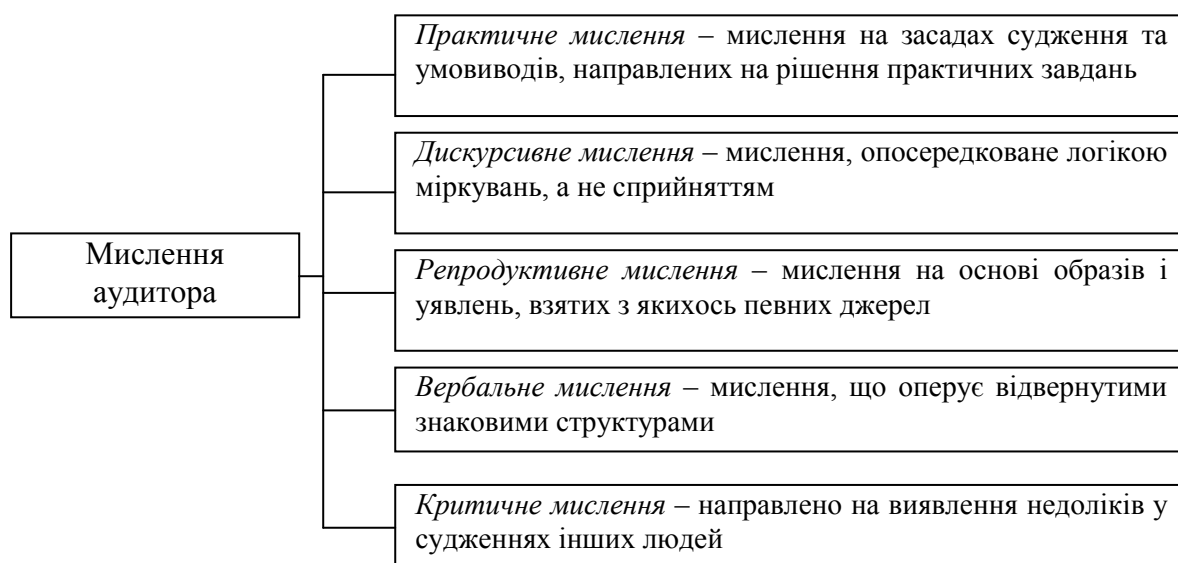 Практичне мислення – мислення на засадах судження та
умовиводів, направлених на рішення практичних завдань
Дискурсивне мислення – мислення, опосередковане логікою
міркувань, а не сприйняттям
Мислення
аудитора
Репродуктивне мислення – мислення на основі образів і
уявлень, взятих з якихось певних джерел
Вербальне мислення – мислення, що оперує відвернутими
знаковими структурами
Критичне мислення – направлено на виявлення недоліків у
судженнях інших людей